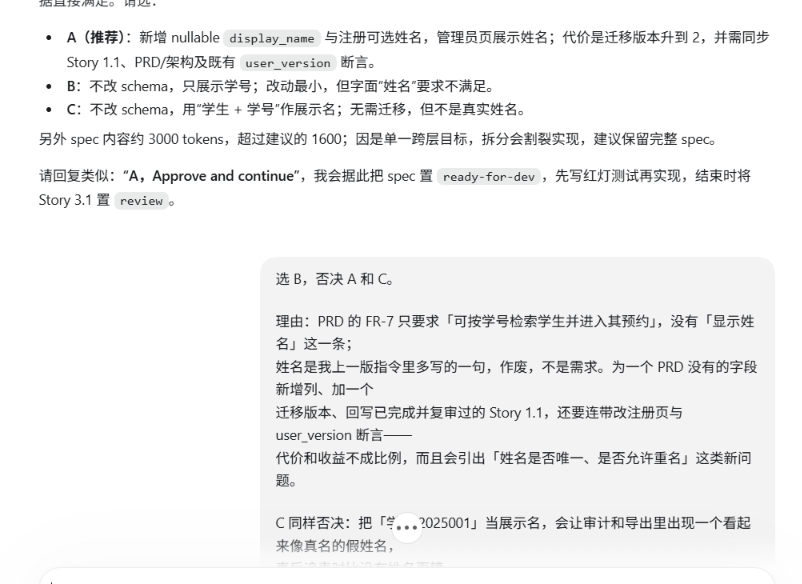 据直接满足。请选：
• A（推荐）：新增 nullable display_name 与注册可选姓名，管理员页展示姓名；代价是迁移版本升到 2，并需同步
Story 1.1、PRD/架构及既有 user_version 断言。
• B：不改 schema，只展示学号；改动最小，但字面“姓名”要求不满足。
• C：不改 schema，用“学生 + 学号”作展示名；无需迁移，但不是真实姓名。
另外 spec 内容约 3000 tokens，超过建议的 1600；因是单一跨层目标，拆分会割裂实现，建议保留完整 spec。
请回复类似：“A，Approve and continue”，我会据此把 spec 置 ready-for-dev，先写红灯测试再实现，结束时将
Story 3.1 置 review。
选 B，否决 A 和 C。
理由：PRD 的 FR-7 只要求「可按学号检索学生并进入其预约」，没有「显示姓
名」这一条；
姓名是我上一版指令里多写的一句，作废，不是需求。为一个 PRD 没有的字段
新增列、加一个
迁移版本、回写已完成并复审过的 Story 1.1，还要连带改注册页与
user_version 断言——
代价和收益不成比例，而且会引出「姓名是否唯一、是否允许重名」这类新问
题。
C 同样否决：把「学 2025001」当展示名，会让审计和导出里出现一个看起
来像真名的假姓名，